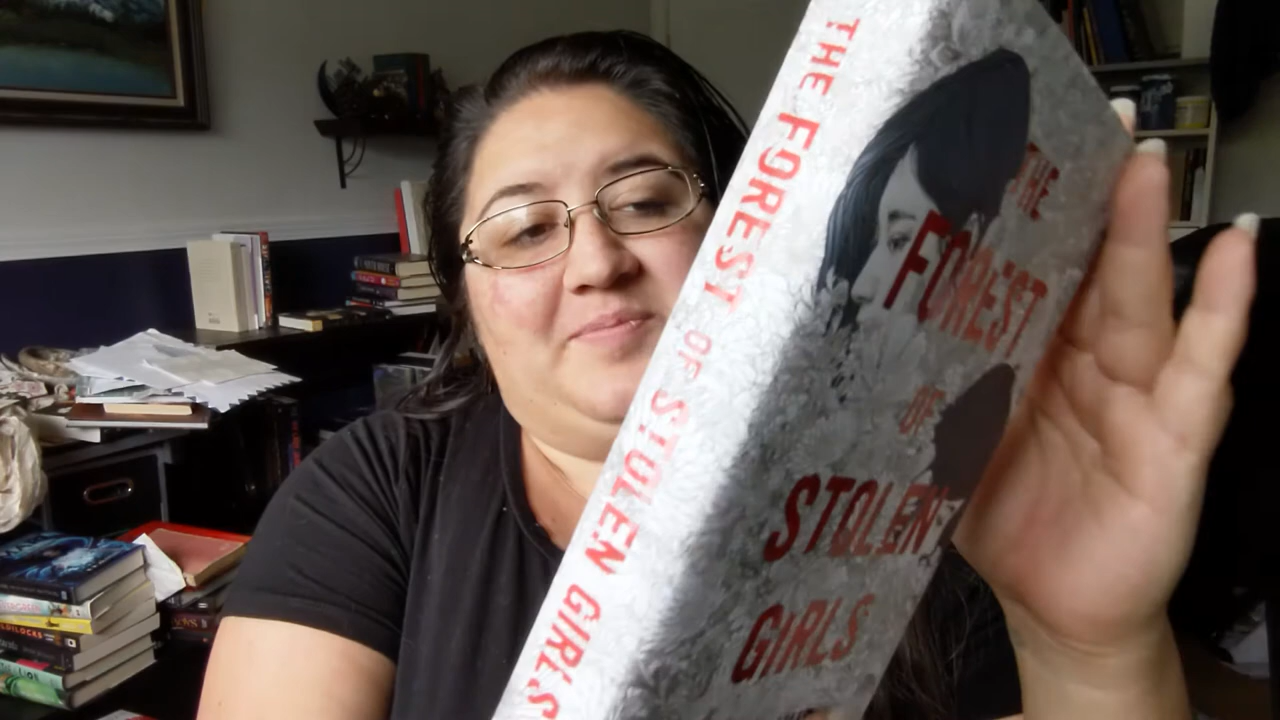 THE FOREST OF STOLEN GIRLS
THE
FOREST
OF
STOLEN
GIRLS